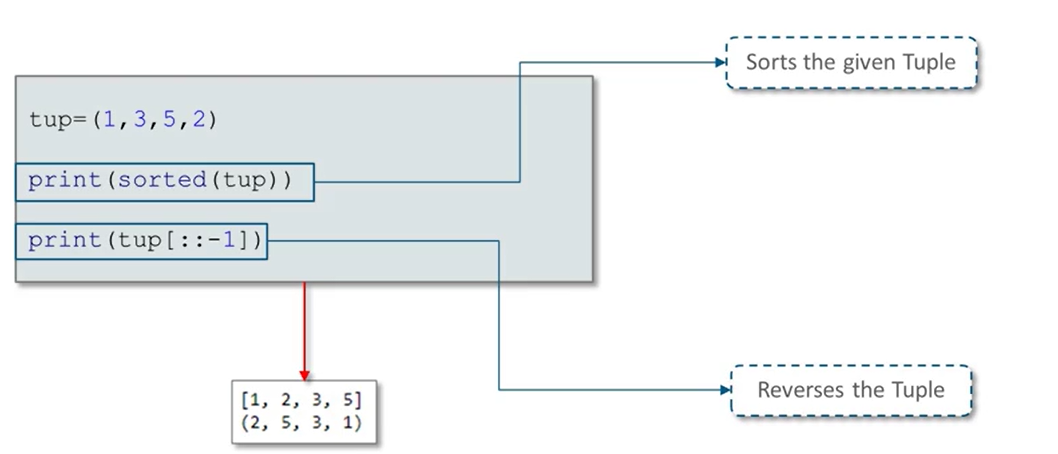 Sorts the given Tuple
tup=(1,3,5,2)
print(sorted(tup))
print(tup[::-1])
Reverses the Tuple
[1, 2, 3, 5]
(2, 5, 3, 1)